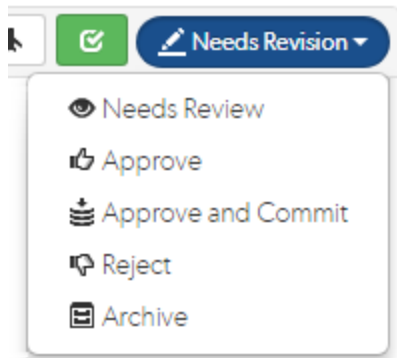 Needs Revision
Needs Review
Approve
Approve and Commit
Reject
Archive